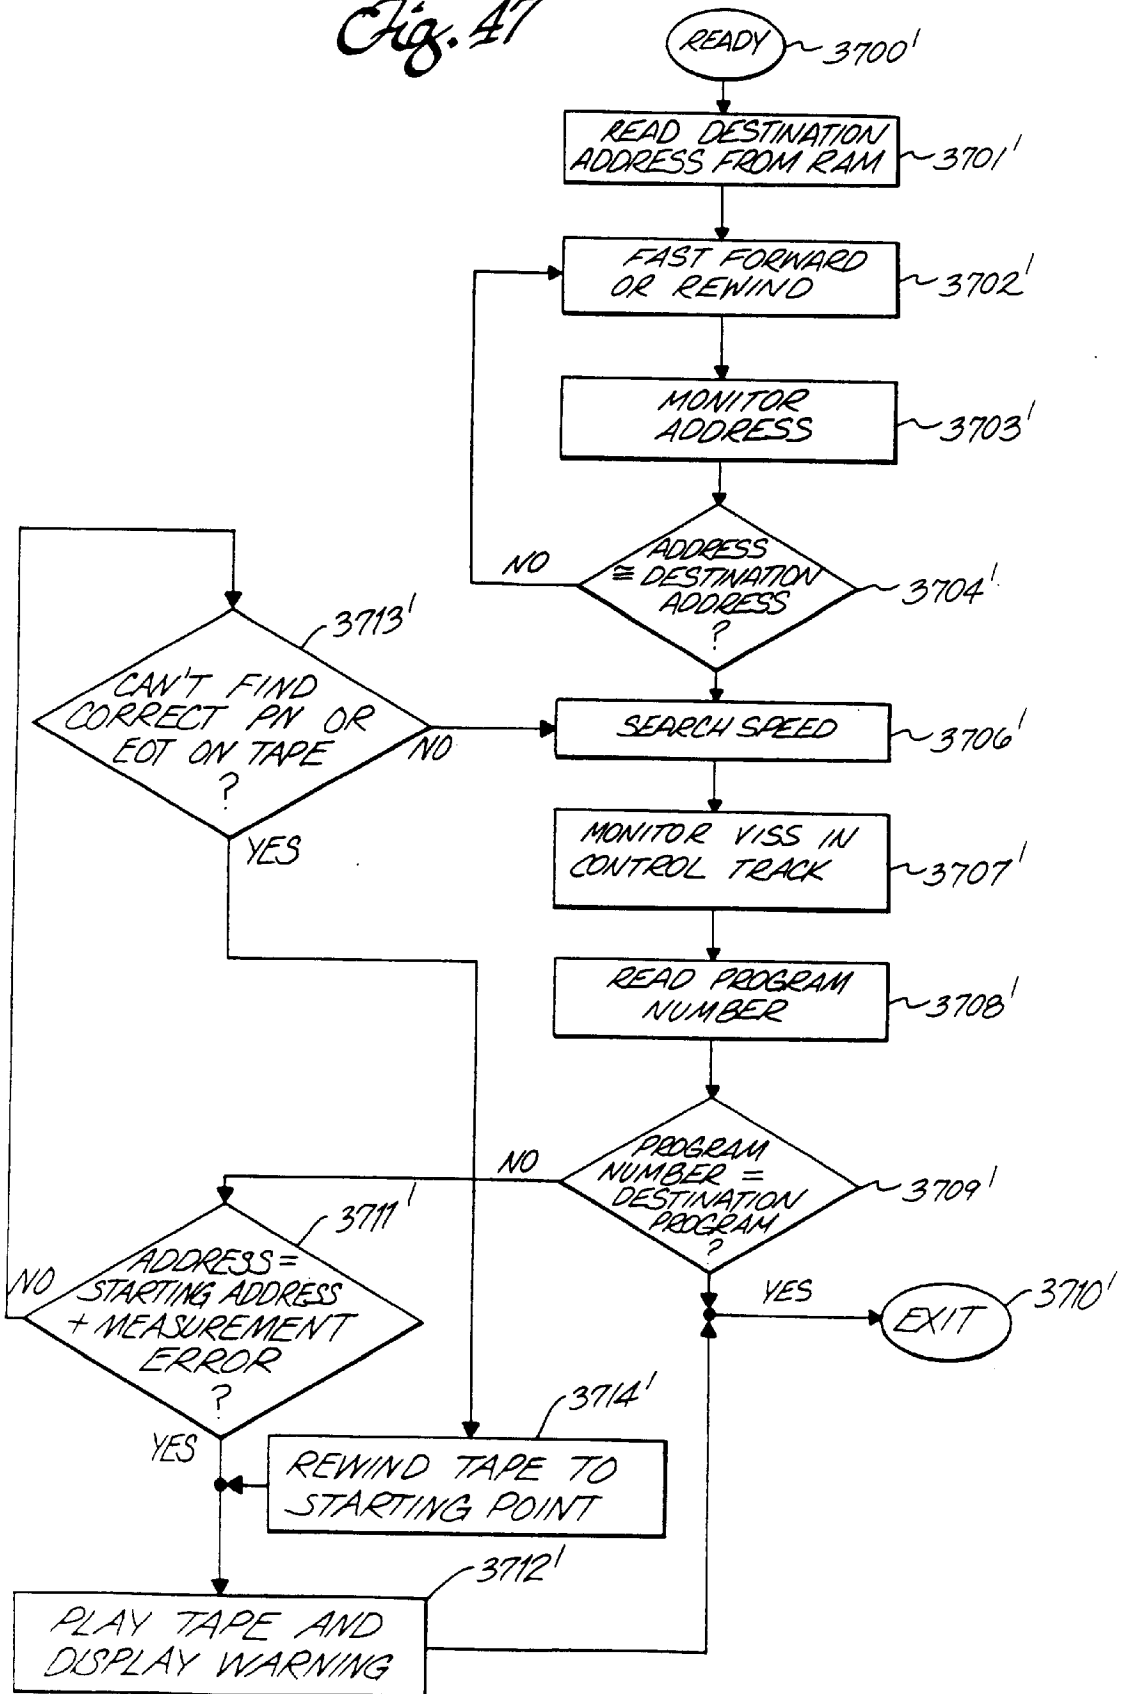 Fig. 47
READY
3700'
READ DESTINATION
ADDRESS FROM RAM
3701'
FAST FORWARD
OR REWIND
3702'
MONITOR
ADDRESS
3703'
ADDRESS
≅ DESTINATION
ADDRESS
?
NO
3704'
3713'
CAN'T FIND
CORRECT PN OR
EOT ON TAPE
?
NO
YES
SEARCH SPEED
3706'
MONITOR VISS IN
CONTROL TRACK
3707'
READ PROGRAM
NUMBER
3708'
PROGRAM
NUMBER =
DESTINATION
PROGRAM
?
NO
3709'
YES
EXIT
3710'
3711'
ADDRESS =
STARTING ADDRESS
+ MEASUREMENT
ERROR
?
NO
YES
3714'
REWIND TAPE TO
STARTING POINT
3712'
PLAY TAPE AND
DISPLAY WARNING